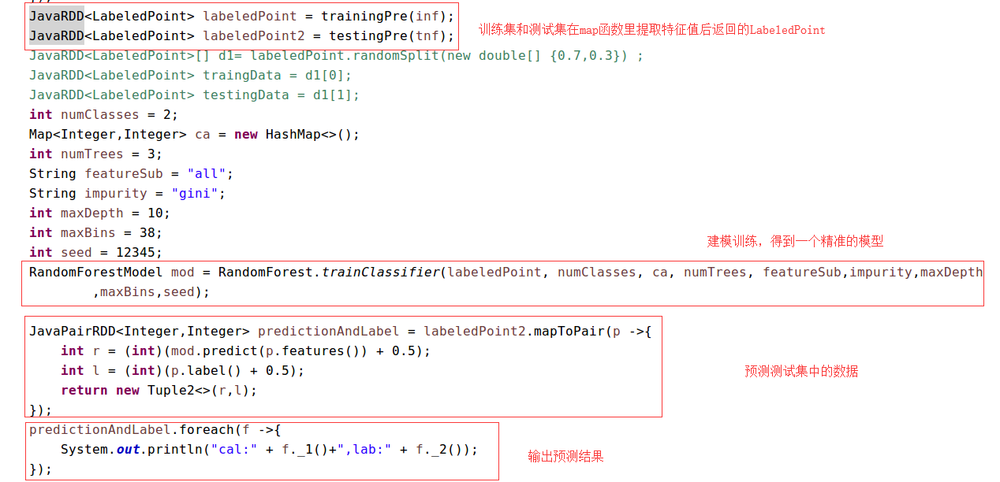 JavaRDD<LabeledPoint> labeledPoint = trainingPre(inf);
JavaRDD<LabeledPoint> labeledPoint2 = testingPre(tnf);
训练集和测试集在map函数里提取特征值后返回的LabeledPoint
JavaRDD<LabeledPoint>[] d1= labeledPoint.randomSplit(new double[] {0.7,0.3}) ;
JavaRDD<LabeledPoint> traingData = d1[0];
JavaRDD<LabeledPoint> testingData = d1[1];
int numClasses = 2;
Map<Integer,Integer> ca = new HashMap<>();
int numTrees = 3;
String featureSub = "all";
String impurity = "gini";
int maxDepth = 10;
int maxBins = 38;
建模训练，得到一个精准的模型
int seed = 12345;
RandomForestModel mod = RandomForest.trainClassifier(labeledPoint, numClasses, ca, numTrees, featureSub,impurity,maxDepth
,maxBins,seed);
JavaPairRDD<Integer,Integer> predictionAndLabel = labeledPoint2.mapToPair(p ->{
int r = (int)(mod.predict(p.features()) + 0.5);
int l = (int)(p.label() + 0.5);
预测测试集中的数据
return new Tuple2<>(r,l);
});
predictionAndLabel.foreach(f ->{
System.out.println("cal:" + f._1()+",lab:" + f._2());
输出预测结果
});